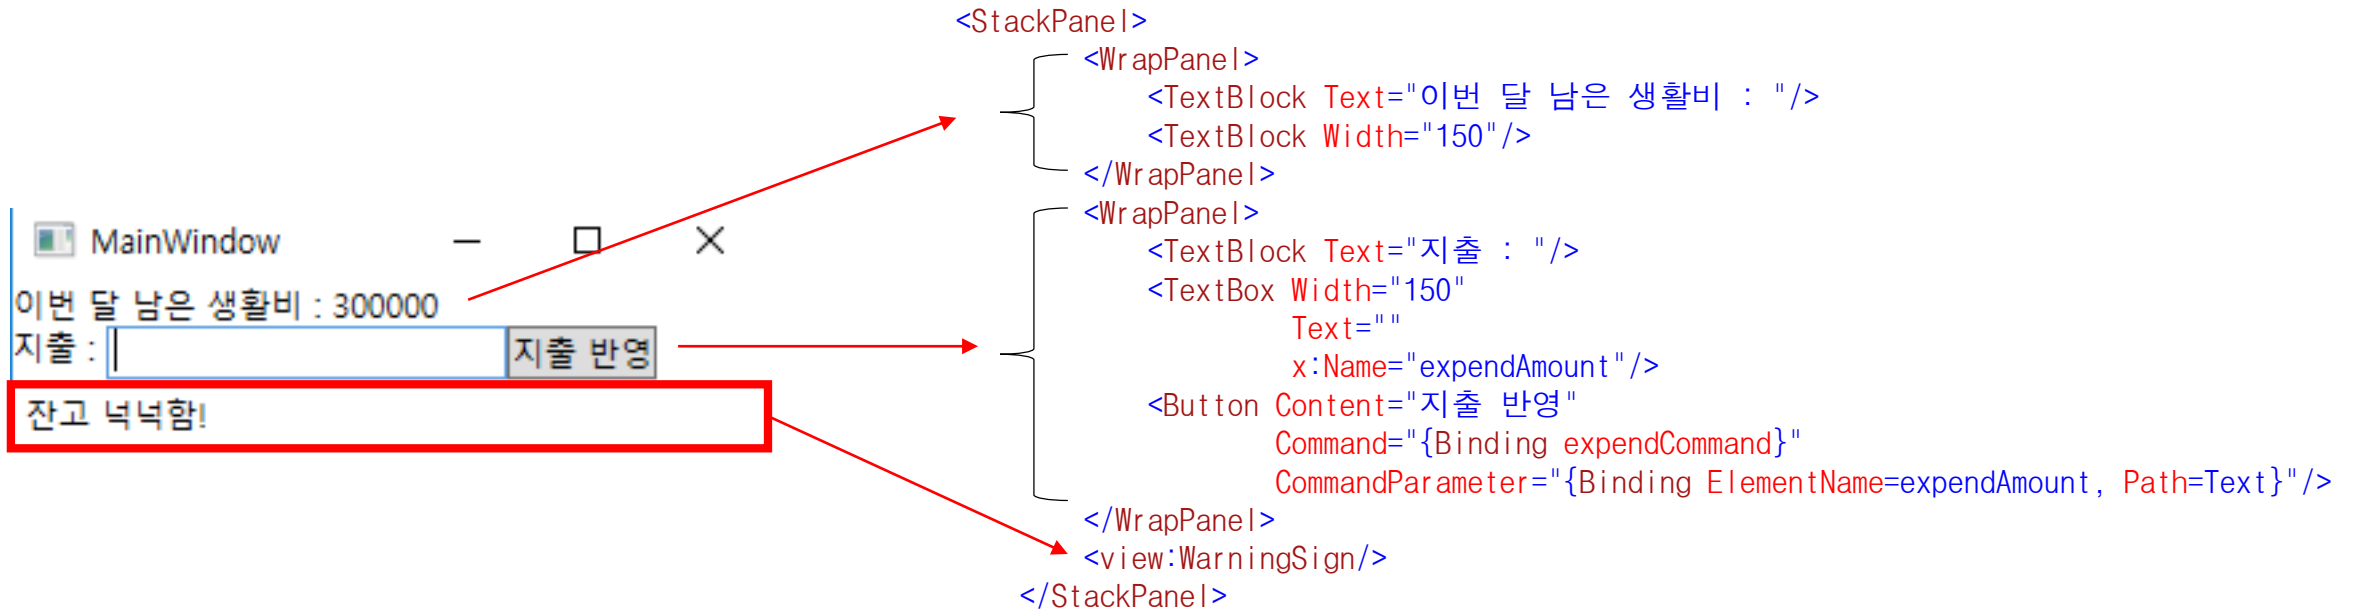 MainWindow
이번 달 남은 생활비 : 300000
지출 :
지출 반영
잔고 넉넉함!
<StackPanel>
<WrapPanel>
<TextBlock Text="이번 달 남은 생활비 : "/>
<TextBlock Width="150"/>
</WrapPanel>
<WrapPanel>
<TextBlock Text="지출 : "/>
<TextBox Width="150"
Text=""
x:Name="expendAmount"/>
<Button Content="지출 반영"
Command="{Binding expendCommand}"
CommandParameter="{Binding ElementName=expendAmount, Path=Text}"/>
</WrapPanel>
<view:WarningSign/>
</StackPanel>